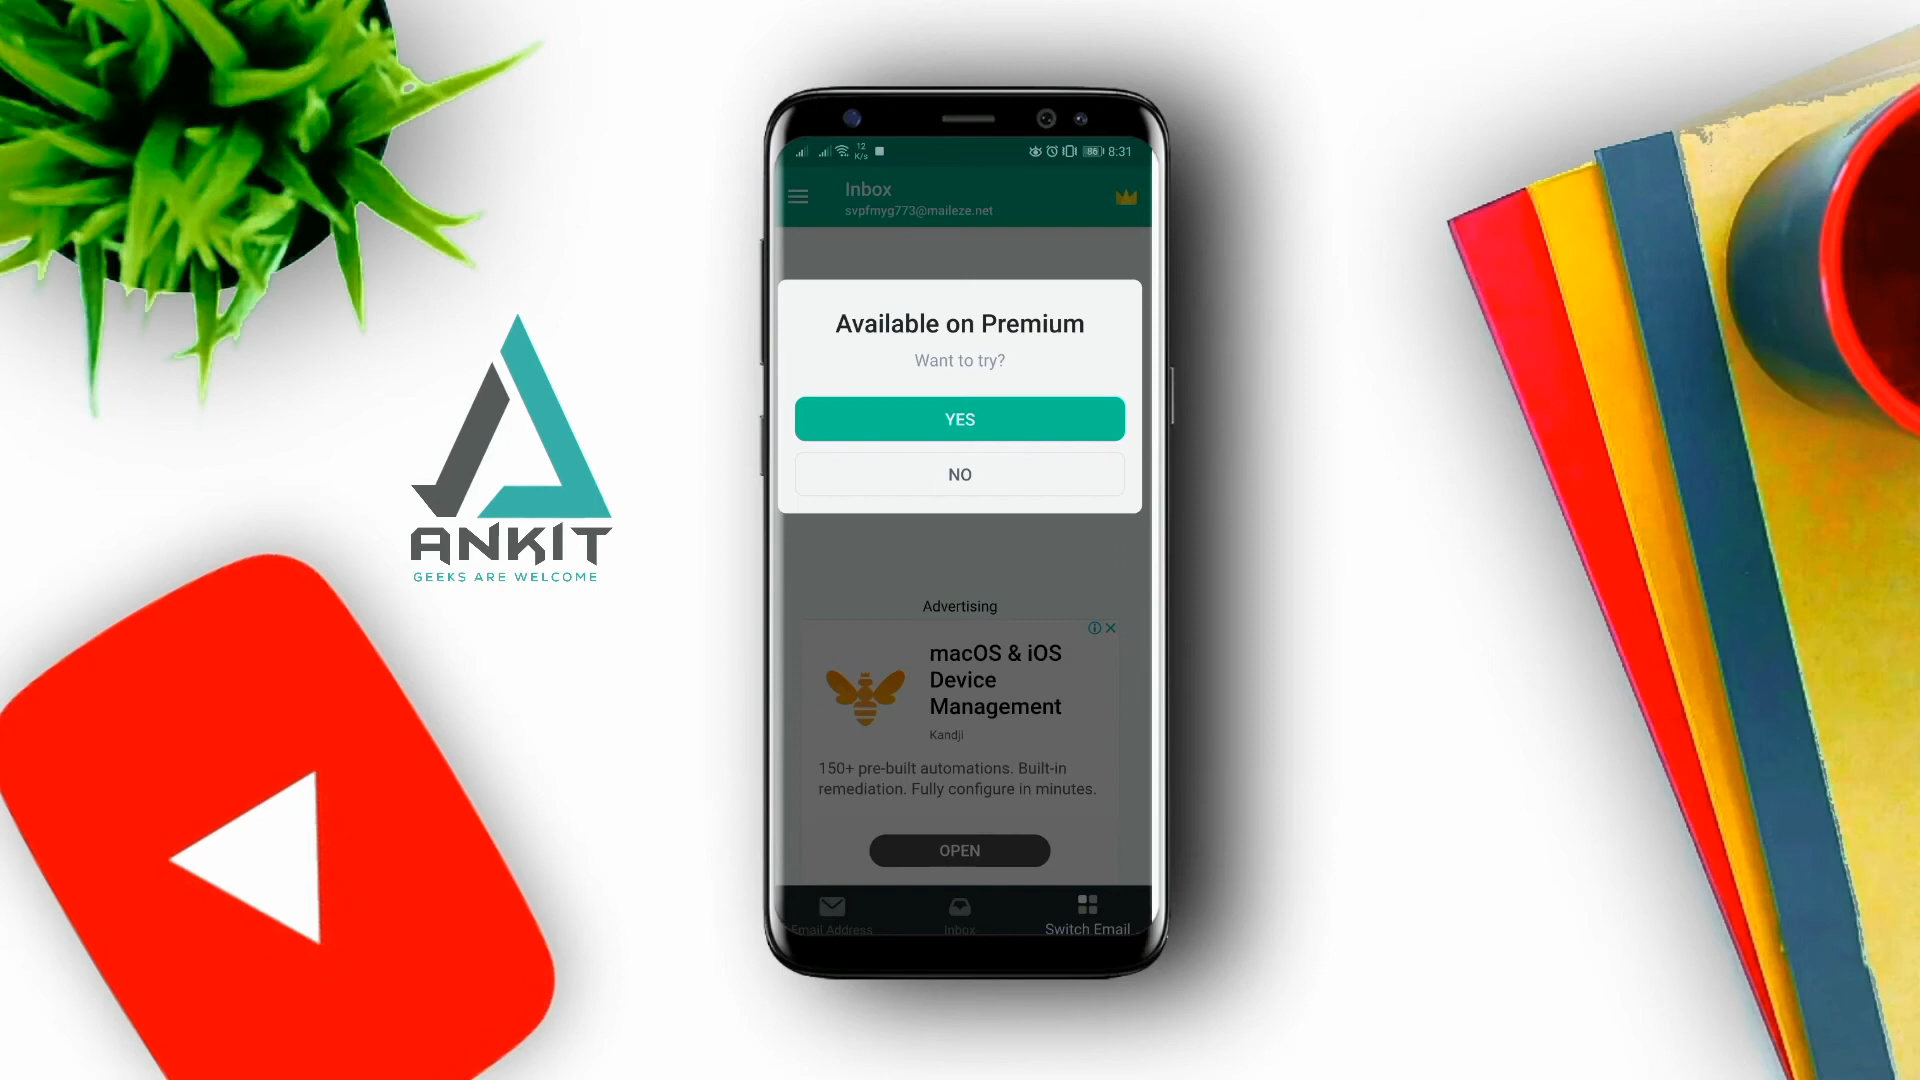 ANKIT
GEEKS ARE WELCOME
12
K/s
86
8:31
Inbox
svpfmyg773@maileze.net
Available on Premium
Want to try?
YES
NO
Advertising
macOS & iOS
Device
Management
Kandji
150+ pre-built automations. Built-in
remediation. Fully configure in minutes.
OPEN
Email Address
Inbox
Switch Email